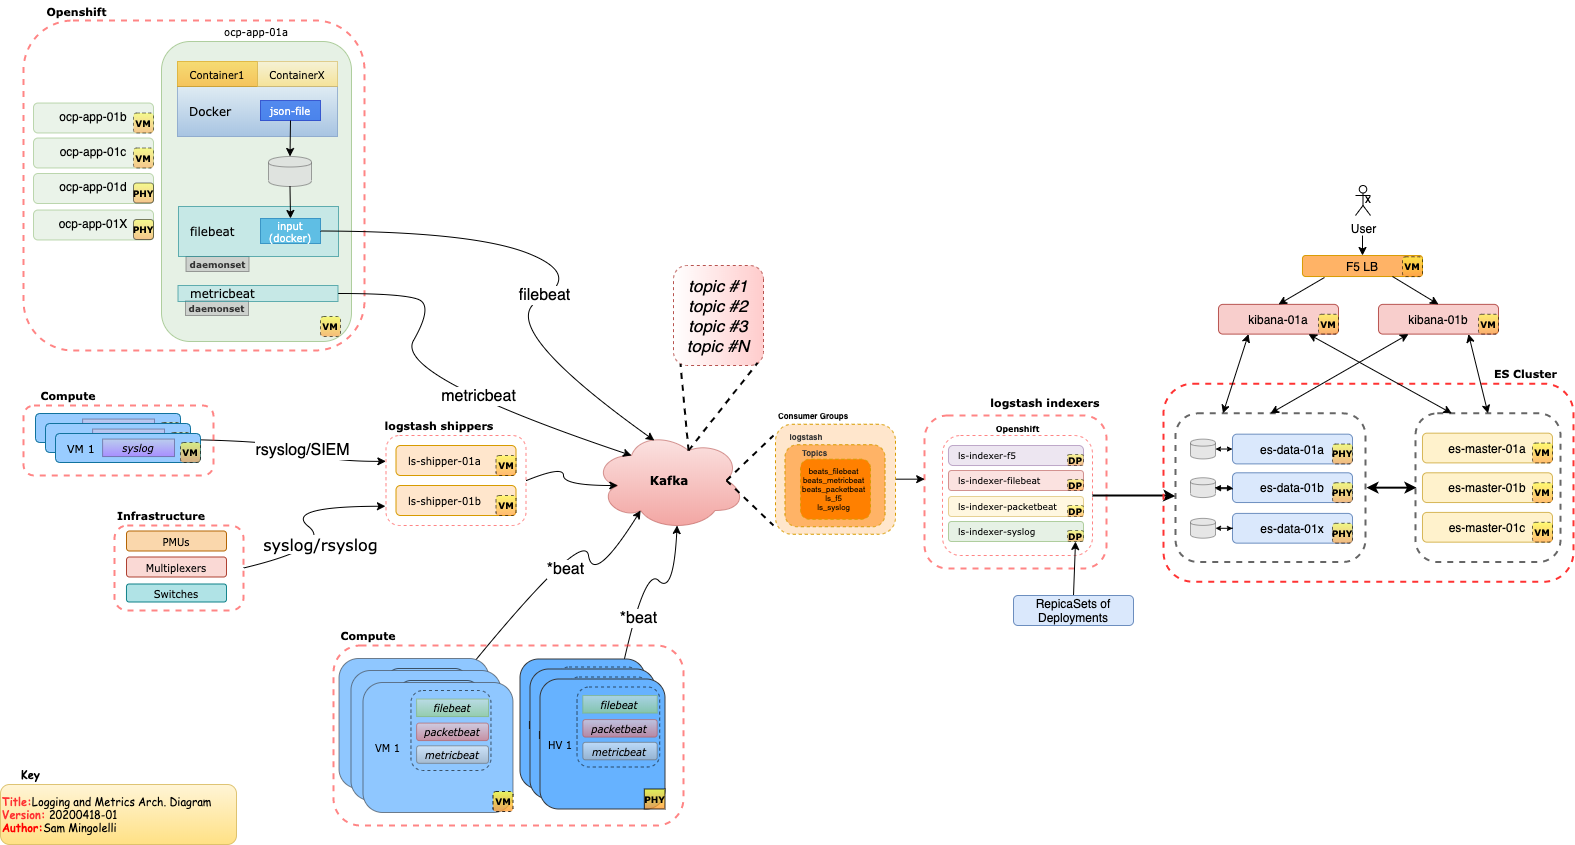 Openshift
ocp-app-01a
Container1
ContainerX
Docker
json-file
ocp-app-01b
VM
ocp-app-01c
VM
ocp-app-01d
PHY
ocp-app-01X
PHY
filebeat
input
(docker)
daemonset
metricbeat
daemonset
VM
filebeat
metricbeat
topic #1
topic #2
topic #3
topic #N
Compute
VM 1
syslog
VM
rsyslog/SIEM
logstash shippers
ls-shipper-01a
VM
ls-shipper-01b
VM
Infrastructure
PMUs
Multiplexers
Switches
syslog/rsyslog
Kafka
*beat
*beat
Compute
VM 1
filebeat
packetbeat
metricbeat
VM
HV 1
filebeat
packetbeat
metricbeat
PHY
Consumer Groups
logstash
Topics
beats_filebeat
beats_metricbeat
beats_packetbeat
ls_f5
ls_syslog
logstash indexers
Openshift
ls-indexer-f5
DP
ls-indexer-filebeat
DP
ls-indexer-packetbeat
DP
ls-indexer-syslog
DP
RepicaSets of
Deployments
X
User
F5 LB
VM
kibana-01a
VM
kibana-01b
VM
ES Cluster
es-data-01a
PHY
es-data-01b
PHY
es-data-01x
PHY
es-master-01a
VM
es-master-01b
VM
es-master-01c
VM
Key
Title:Logging and Metrics Arch. Diagram
Version: 20200418-01
Author:Sam Mingolelli